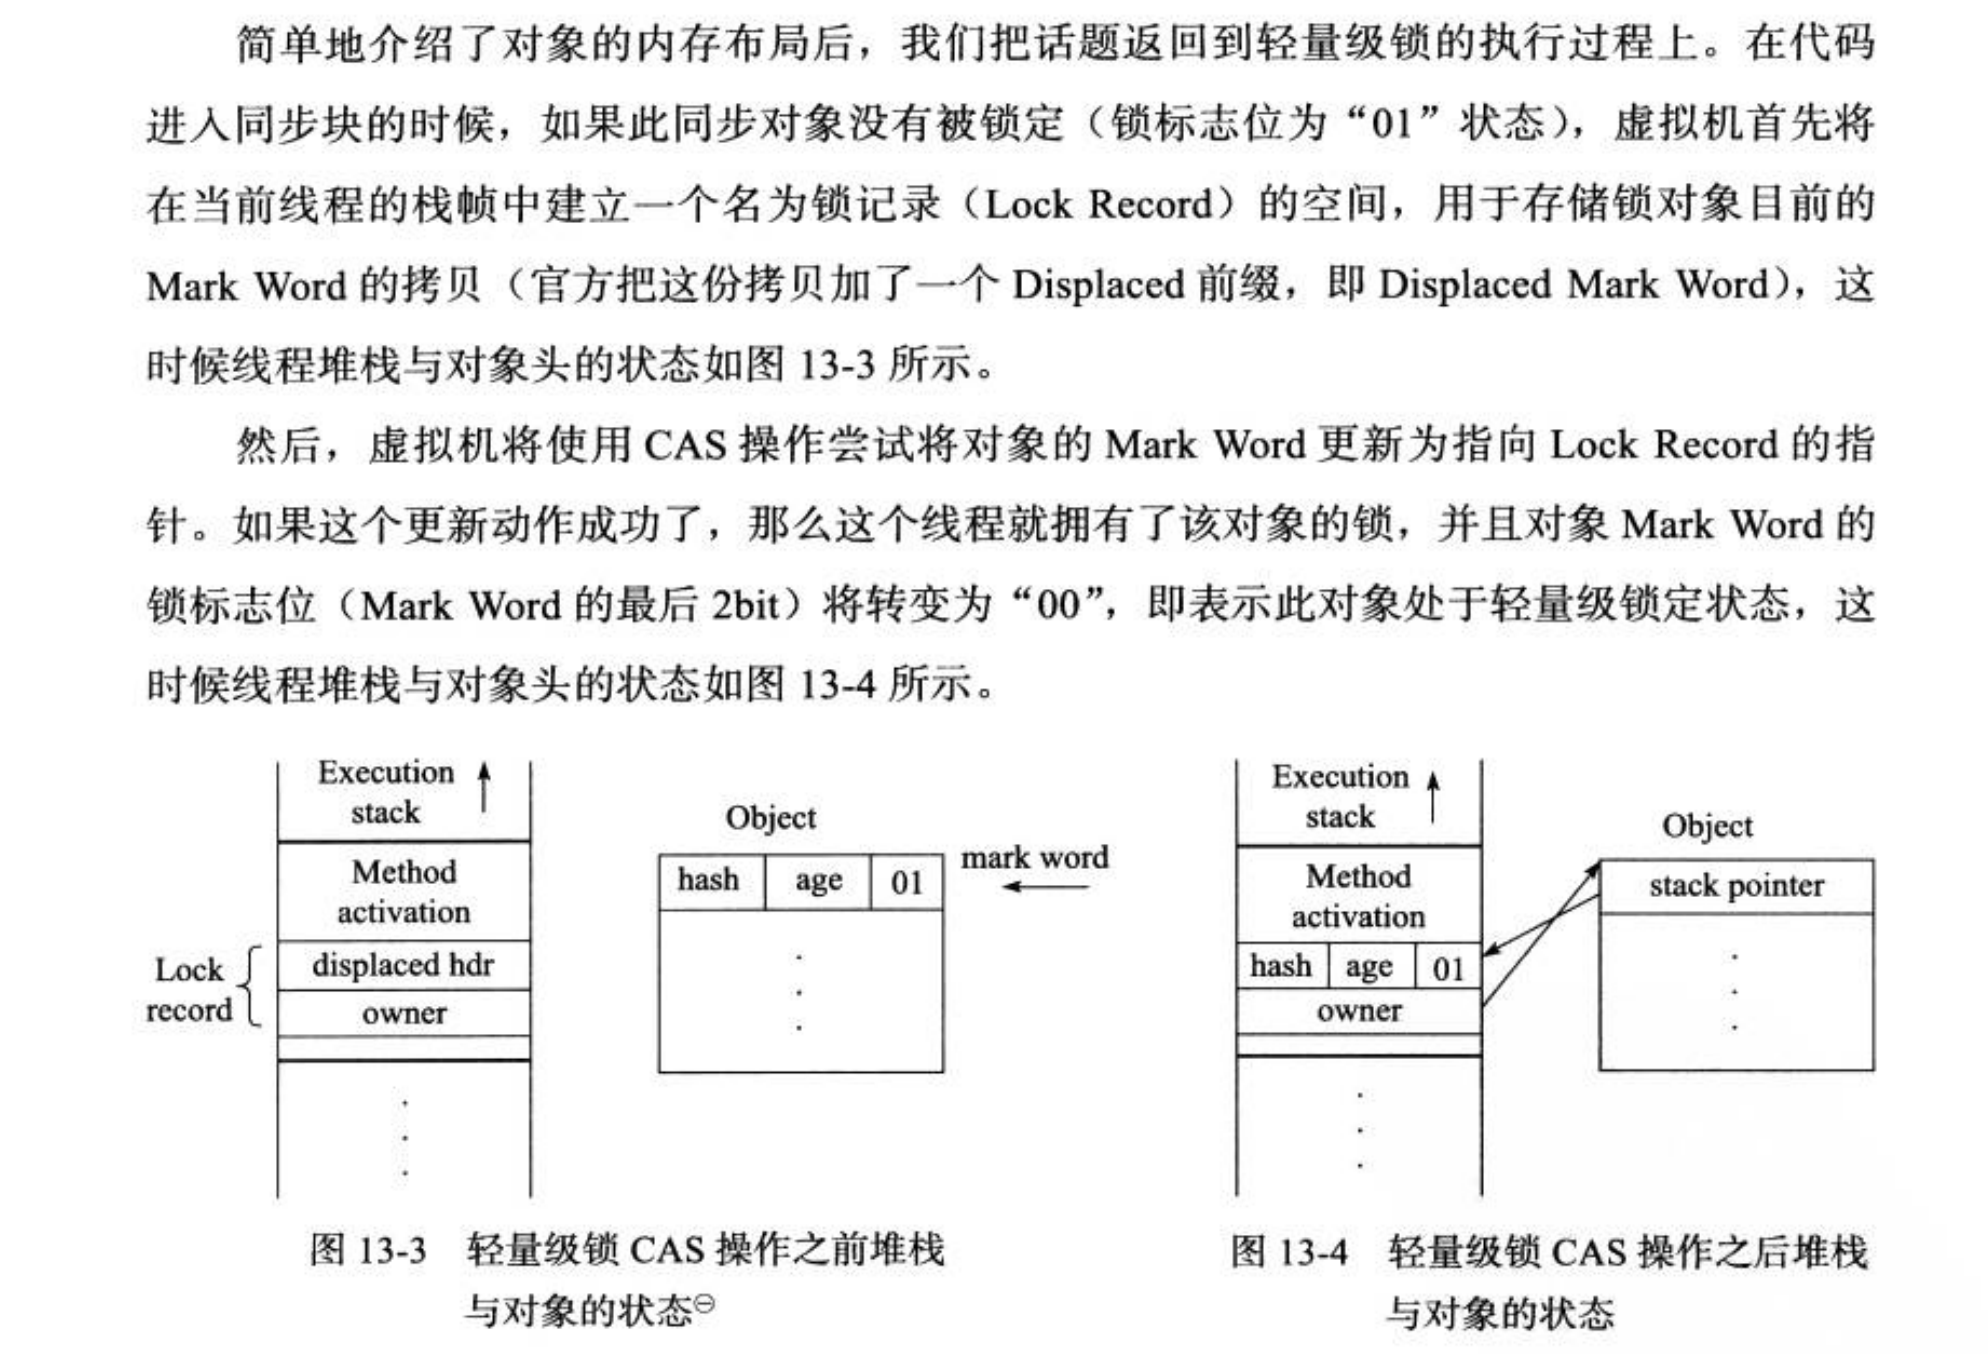 简单地介绍了对象的内存布局后，我们把话题返回到轻量级锁的执行过程上。在代码
进入同步块的时候，如果此同步对象没有被锁定（锁标志位为“01”状态），虚拟机首先将
在当前线程的栈帧中建立一个名为锁记录（Lock Record）的空间，用于存储锁对象目前的
Mark Word 的拷贝（官方把这份拷贝加了一个 Displaced 前缀，即 Displaced Mark Word），这
时候线程堆栈与对象头的状态如图 13-3 所示。
然后，虚拟机将使用 CAS 操作尝试将对象的 Mark Word 更新为指向 Lock Record 的指
针。如果这个更新动作成功了，那么这个线程就拥有了该对象的锁，并且对象 Mark Word 的
锁标志位（Mark Word 的最后 2bit）将转变为“00”，即表示此对象处于轻量级锁定状态，这
时候线程堆栈与对象头的状态如图 13-4 所示。
Execution
stack
Method
activation
Lock
record
displaced hdr
owner
Object
hash age 01
mark word
图 13-3 轻量级锁 CAS 操作之前堆栈
与对象的状态㊀
Execution
stack
Method
activation
hash age 01
owner
Object
stack pointer
图 13-4 轻量级锁 CAS 操作之后堆栈
与对象的状态